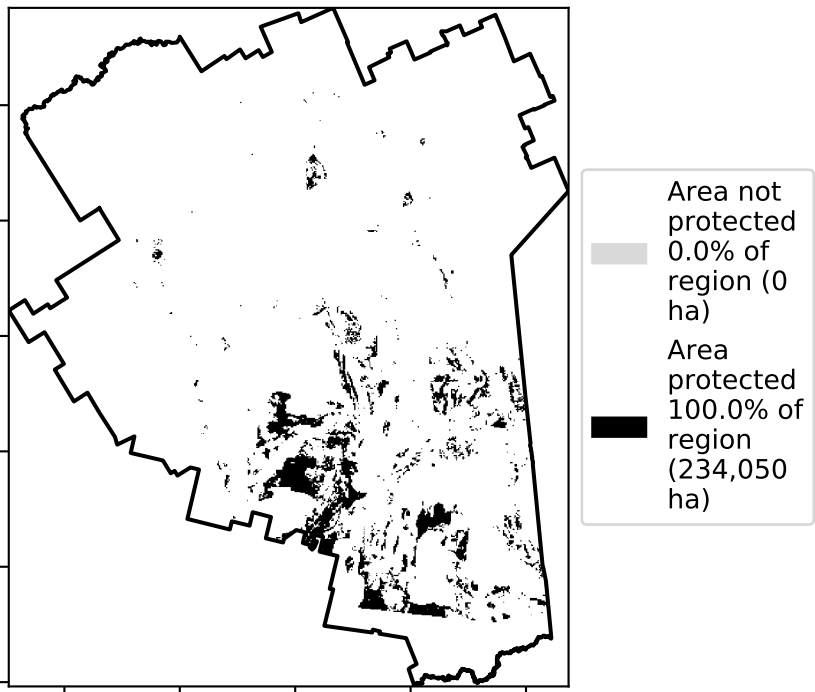 Area not
protected
0.0% of
region (0
ha)
Area
protected
100.0% of
region
(234,050
ha)